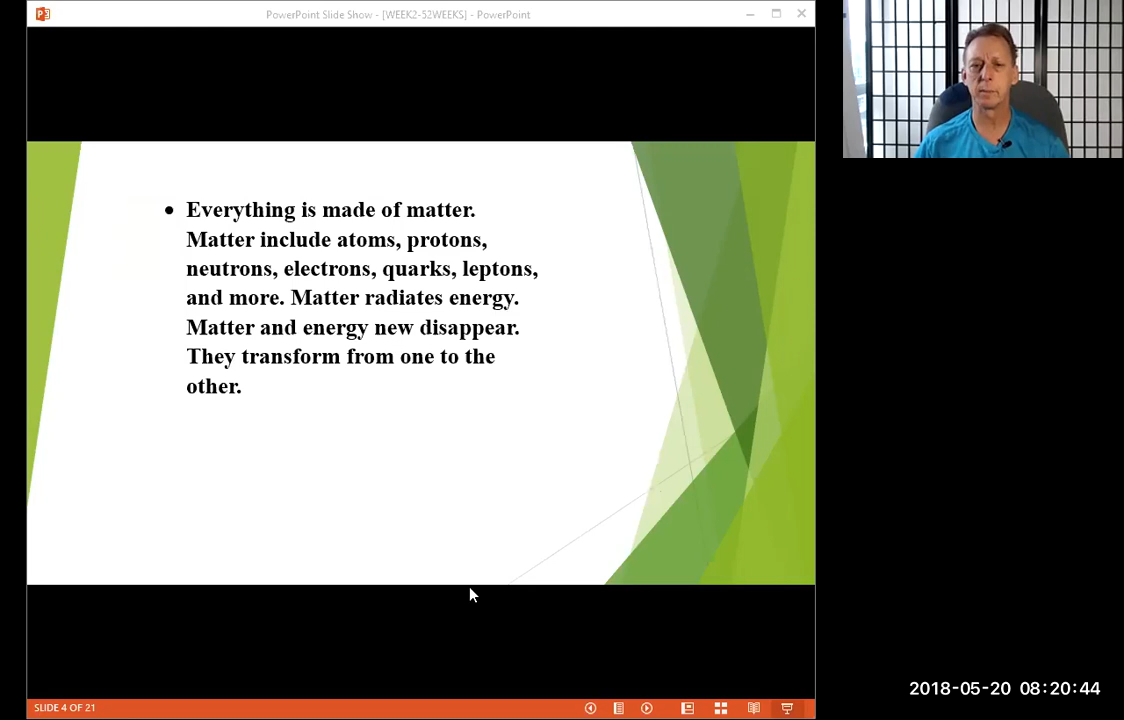 PowerPoint Slide Show - [WEEK2-52WEEKS] - PowerPoint
• Everything is made of matter.
Matter include atoms, protons,
neutrons, electrons, quarks, leptons,
and more. Matter radiates energy.
Matter and energy new disappear.
They transform from one to the
other.
2018-05-20 08:20:44
SLIDE 4 OF 21